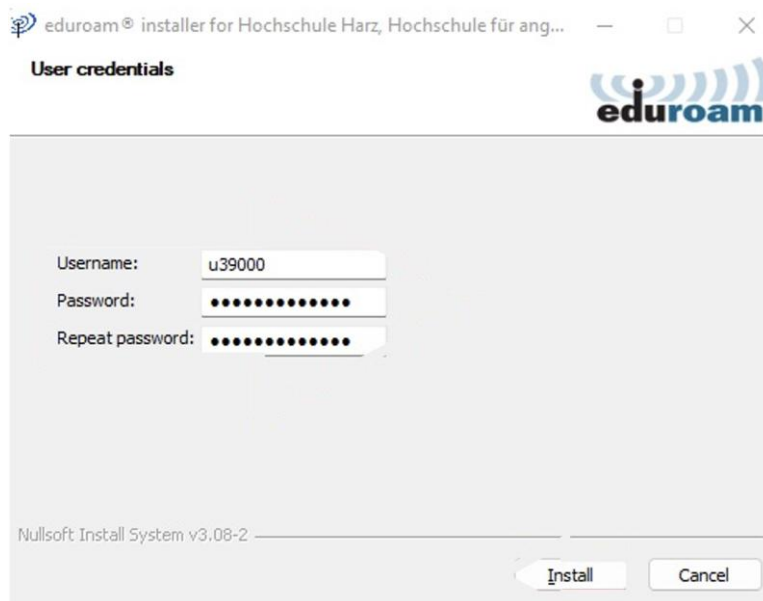 eduroam® installer for Hochschule Harz, Hochschule für ang...
User credentials
eduroam
Username: u39000
Password: •••••••••••••
Repeat password: •••••••••••••
Nullsoft Install System v3.08-2
Install Cancel